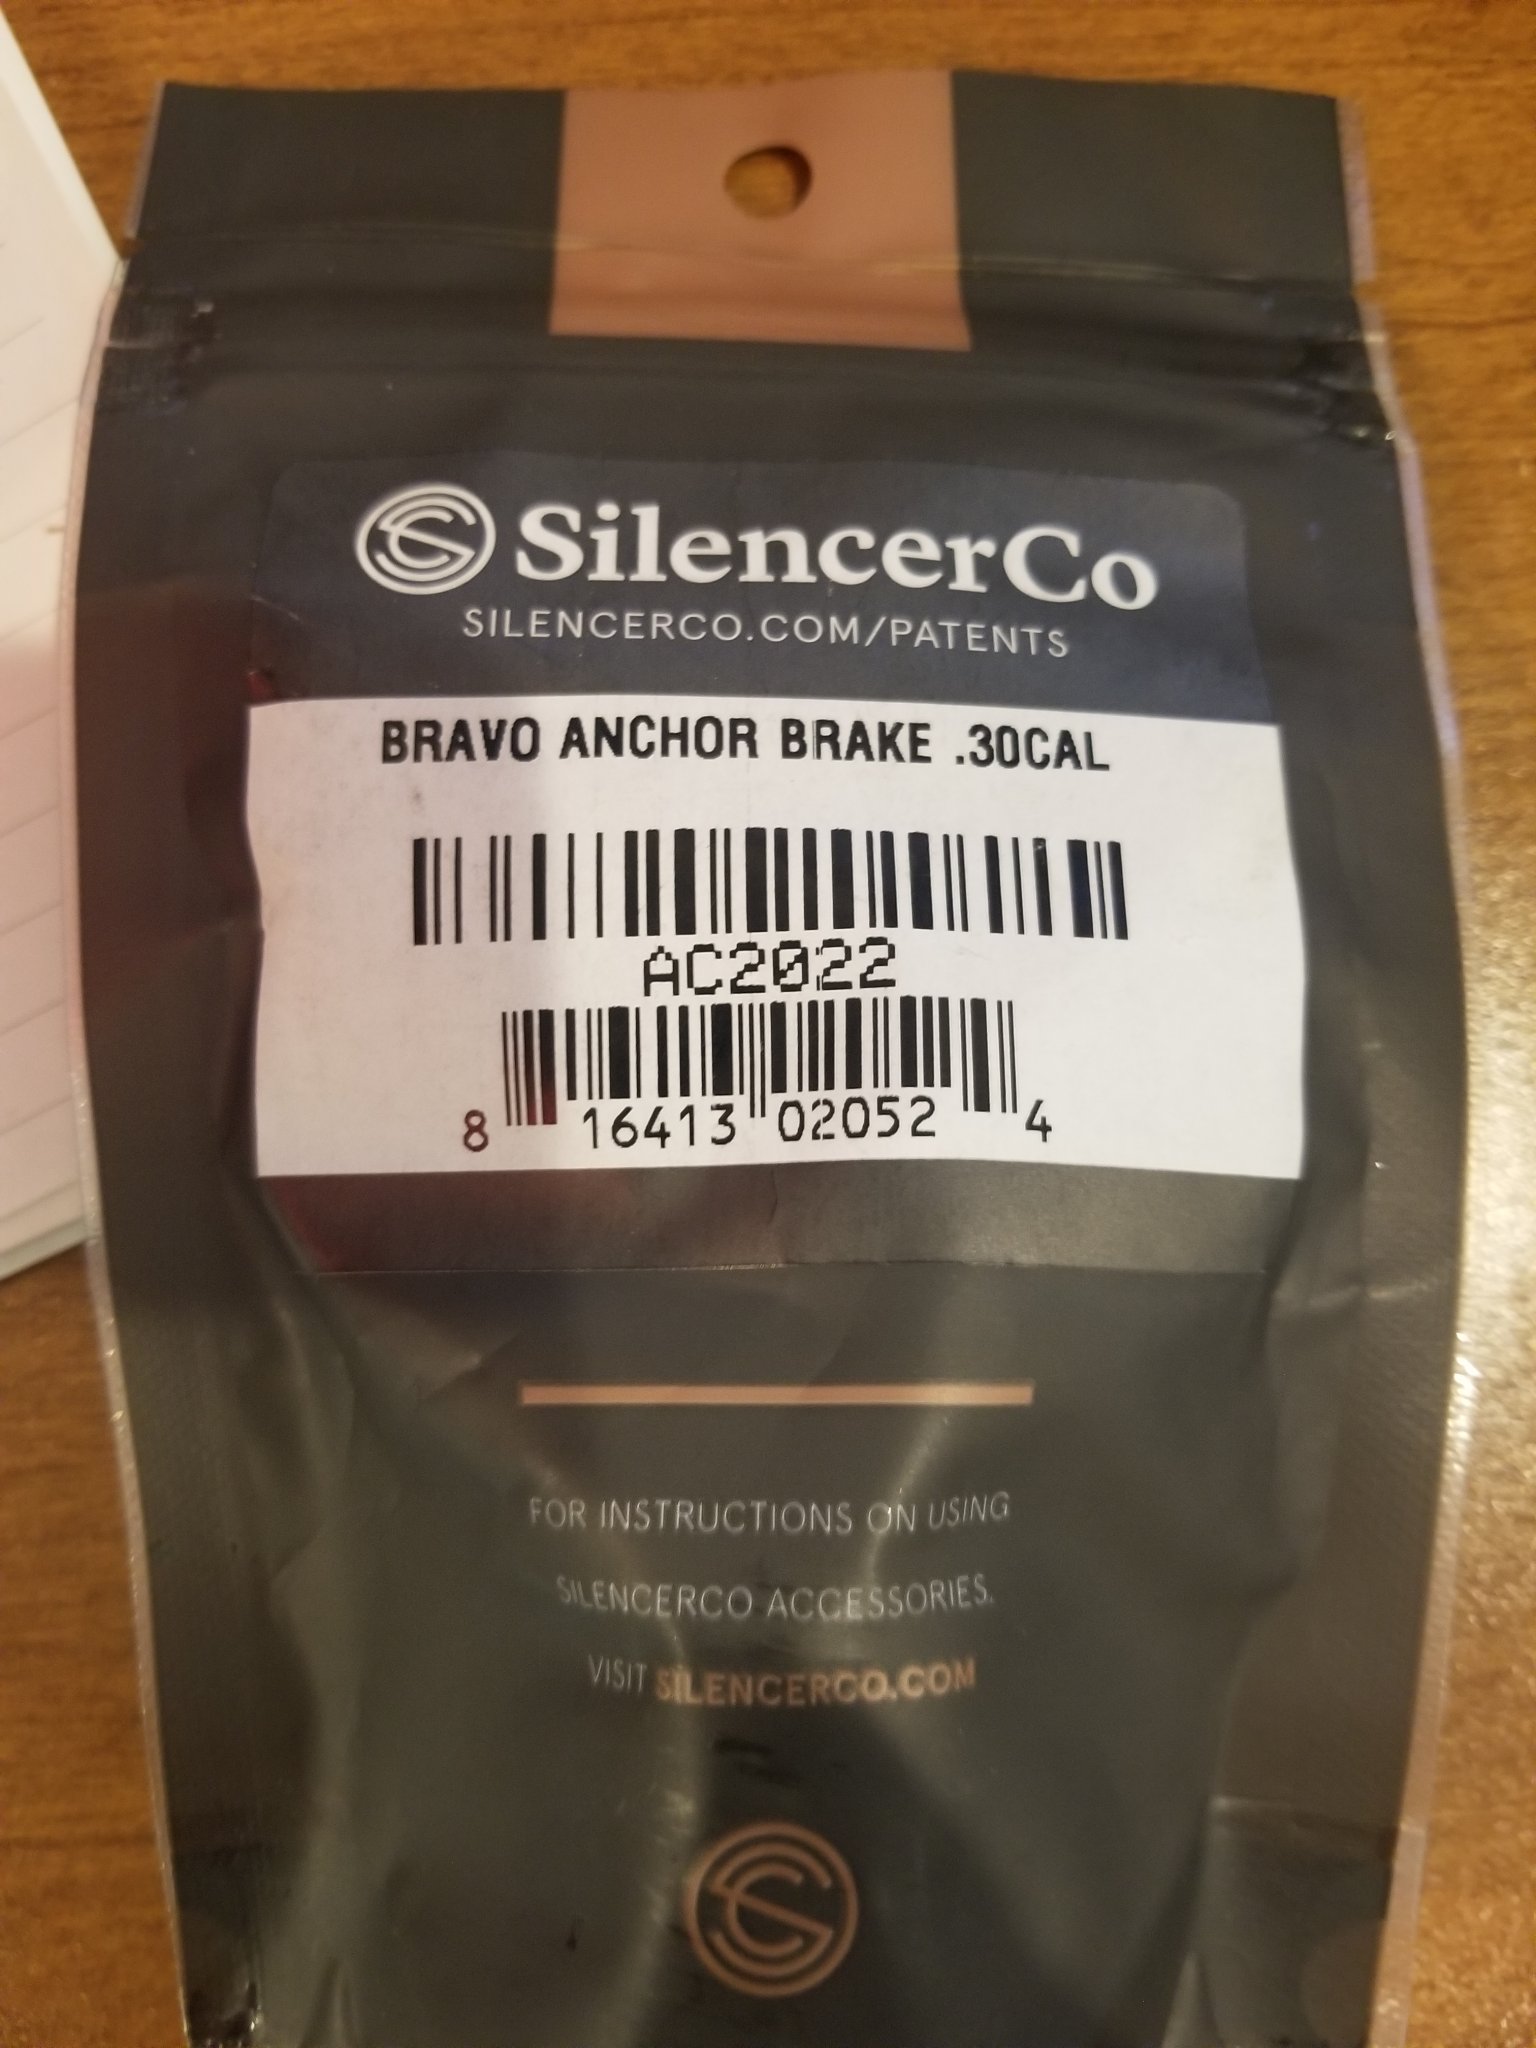 SilencerCo
SILENCERCO.COM/PATENTS
BRAVO ANCHOR BRAKE .30CAL
AC2022
8 16413 02052 4
FOR INSTRUCTIONS ON USING
SILENCERCO ACCESSORIES,
VISIT SILENCERCO.COM